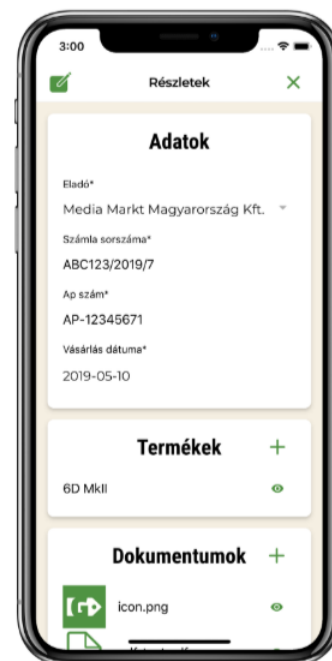 3:00
Részletek
Adatok
Eladó*
Media Markt Magyarország Kft.
Számla sorszáma*
ABC123/2019/7
Ap szám*
AP-12345671
Vásárlás dátuma*
2019-05-10
Termékek
6D MkII
Dokumentumok
icon.png